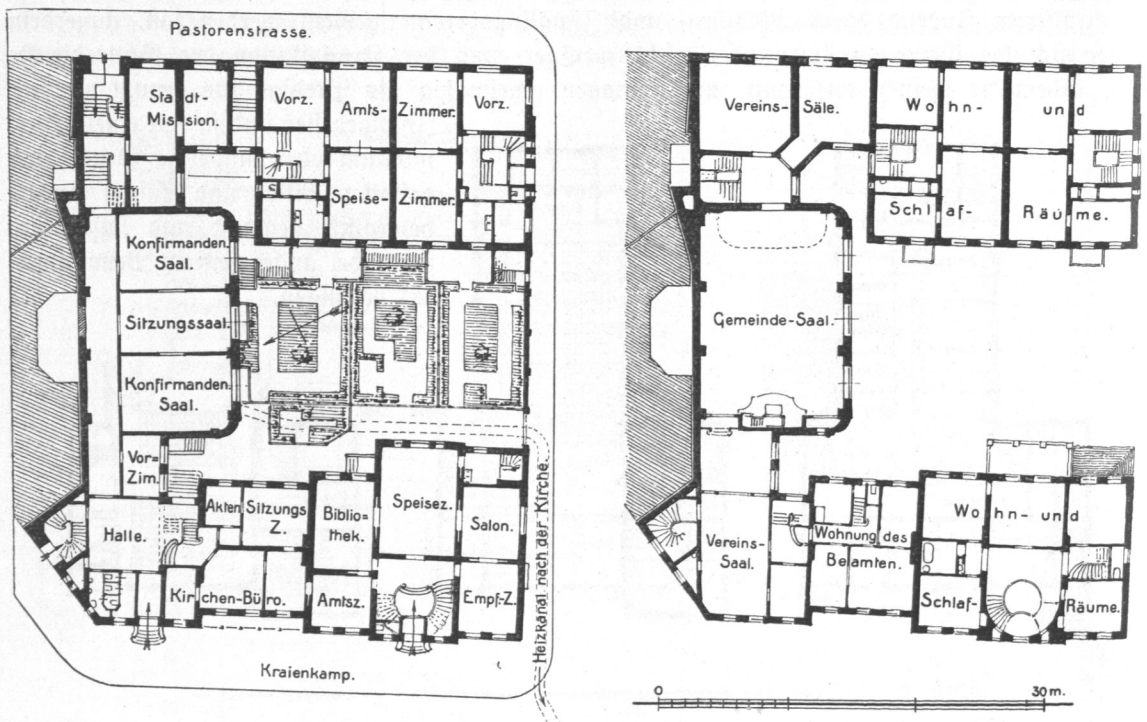 Pastorenstrasse.
Stadt-
Mission.
Vorz.
Amts-Zimmer.
Vorz.
Speise-Zimmer.
Konfirmanden.
Saal.
Sitzungssaal.
Konfirmanden.
Saal.
Vor-
Zim.
Halle.
Akten
Sitzungs
Z.
Biblio-
thek.
Speisez.
Salon.
Kirchen-Büro.
Amtsz.
Empf.-Z.
Kraienkamp.
Heizkanal nach der Kirche.
Vereins-Säle.
Wohn- und
Schlaf-Räume.
Gemeinde-Saal.
Vereins-
Saal.
Wohnung des
Beamten.
Wohn- und
Schlaf-Räume.
0 30 m.